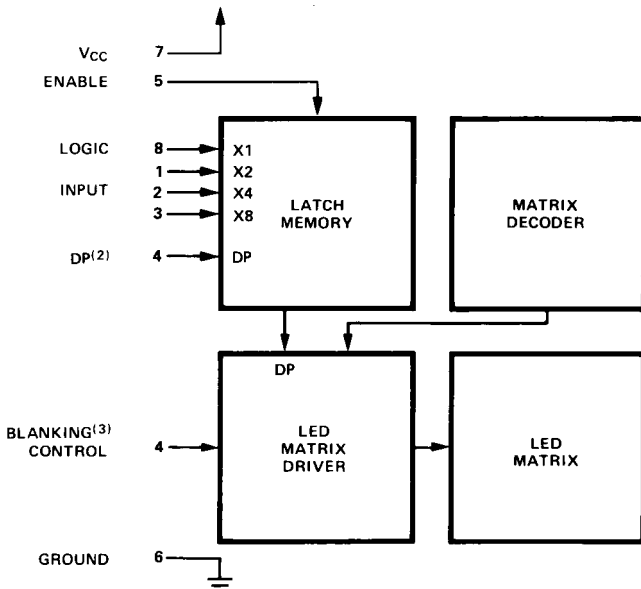 VCC 7
ENABLE 5
LOGIC 8 X1
1 X2
INPUT 2 X4
3 X8
LATCH
MEMORY
MATRIX
DECODER
DP(2) 4 DP
DP
BLANKING(3)
CONTROL 4
LED
MATRIX
DRIVER
LED
MATRIX
GROUND 6